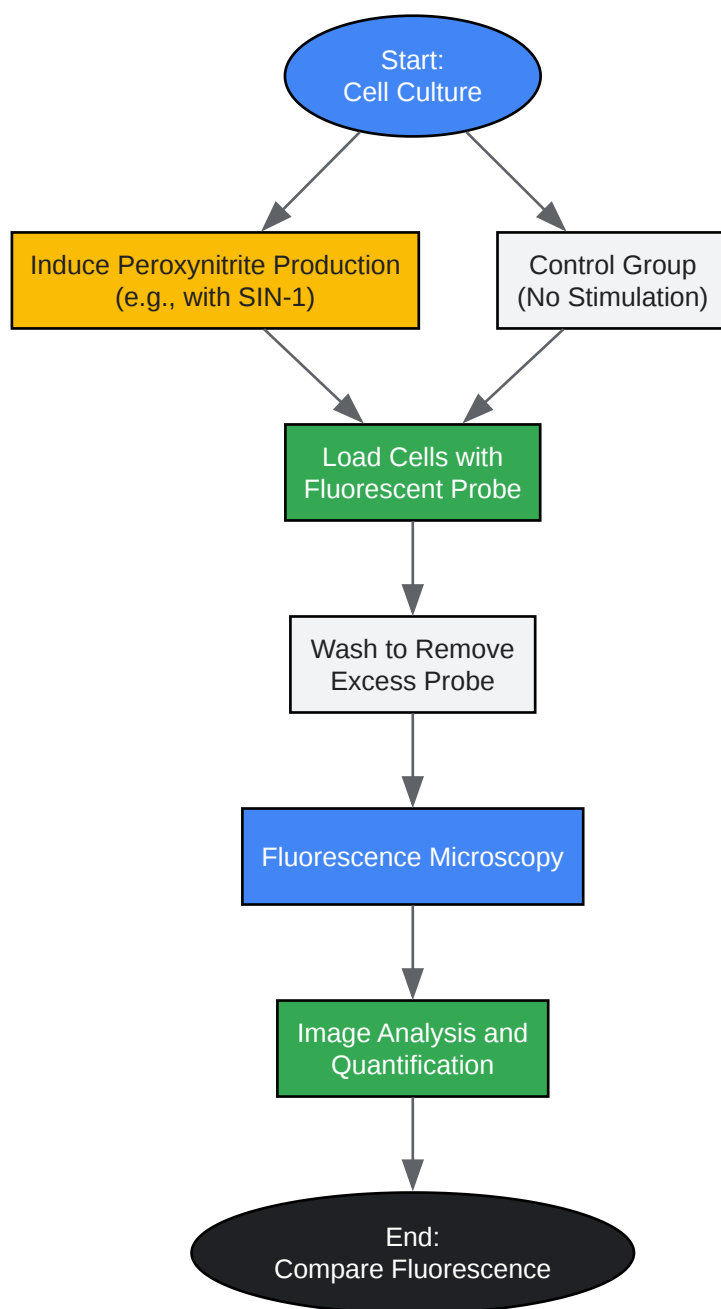 Start:
Cell Culture
Induce Peroxynitrite Production
(e.g., with SIN-1)
Control Group
(No Stimulation)
Load Cells with
Fluorescent Probe
Wash to Remove
Excess Probe
Fluorescence Microscopy
Image Analysis and
Quantification
End:
Compare Fluorescence